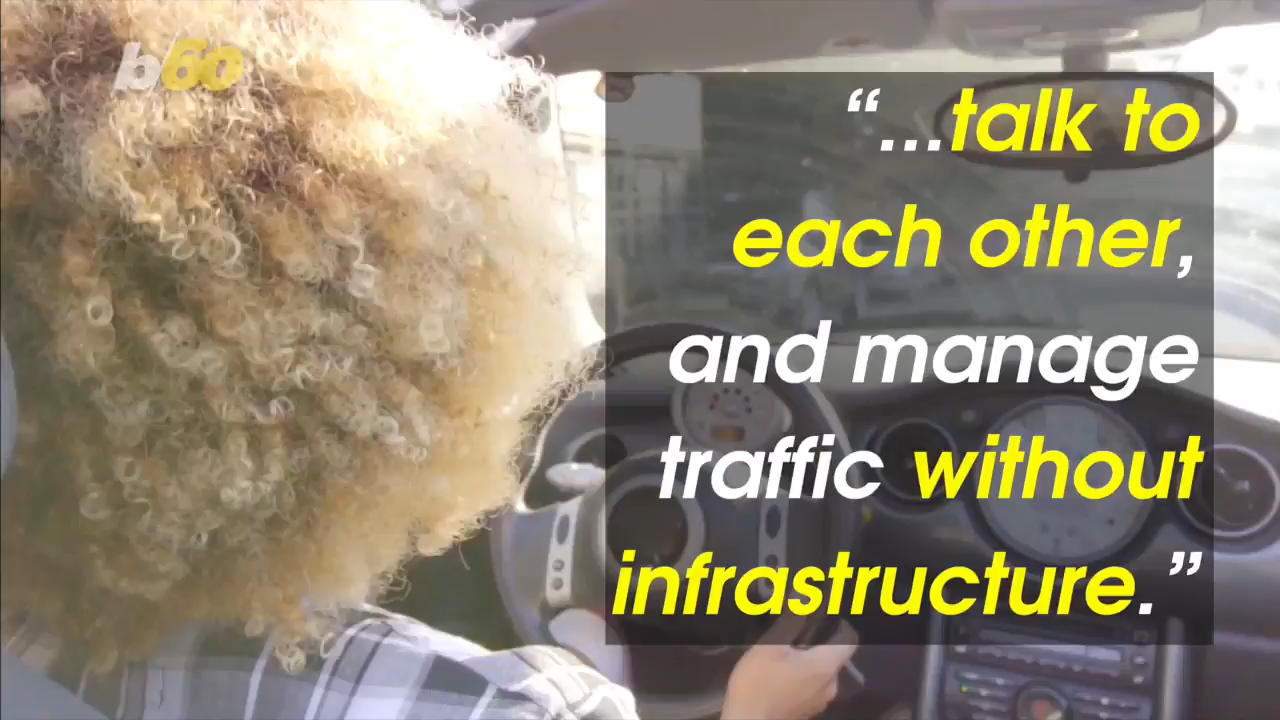 b60
“...talk to
each other,
and manage
traffic without
infrastructure.”